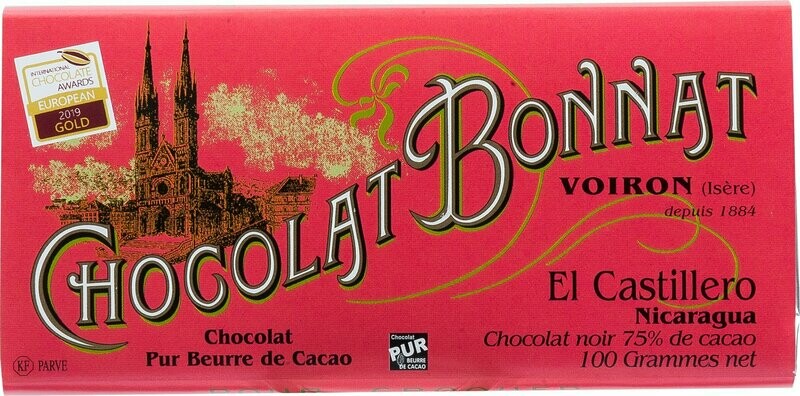 INTERNATIONAL
CHOCOLATE
AWARDS
EUROPEAN
2019
GOLD
CHOCOLAT BONNAT
VOIRON (Isère)
depuis 1884
El Castillero
Nicaragua
Chocolat noir 75% de cacao
100 Grammes net
Chocolat
Pur Beurre de Cacao
Chocolat
PUR
BEURRE
DE CACAO
KF PARVE